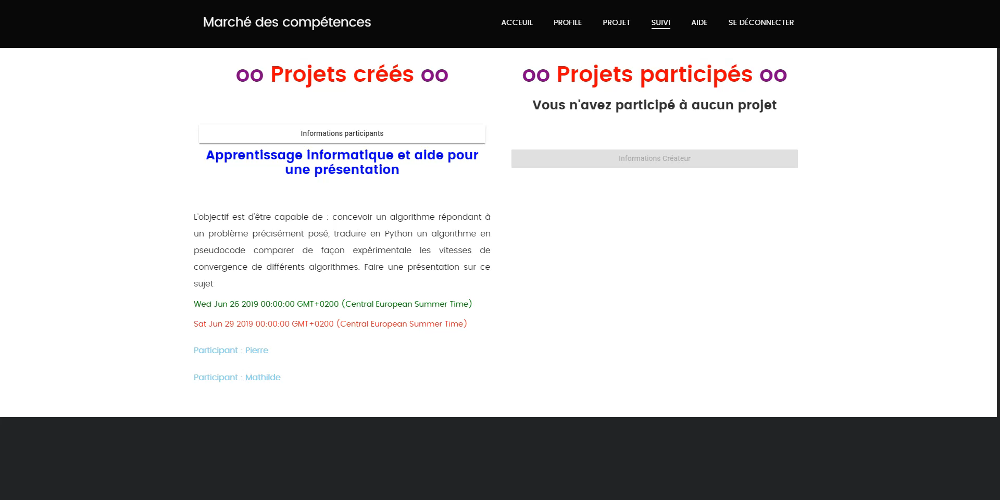 Marché des compétences
ACCEUIL PROFILE PROJET SUIVI AIDE SE DÉCONNECTER
oo Projets créés oo
Informations participants
Apprentissage informatique et aide pour
une présentation
L'objectif est d'être capable de : concevoir un algorithme répondant à
un problème précisément posé, traduire en Python un algorithme en
pseudocode comparer de façon expérimentale les vitesses de
convergence de différents algorithmes. Faire une présentation sur ce
sujet
Wed Jun 26 2019 00:00:00 GMT+0200 (Central European Summer Time)
Sat Jun 29 2019 00:00:00 GMT+0200 (Central European Summer Time)
Participant : Pierre
Participant : Mathilde
oo Projets participés oo
Vous n'avez participé à aucun projet
Informations Créateur